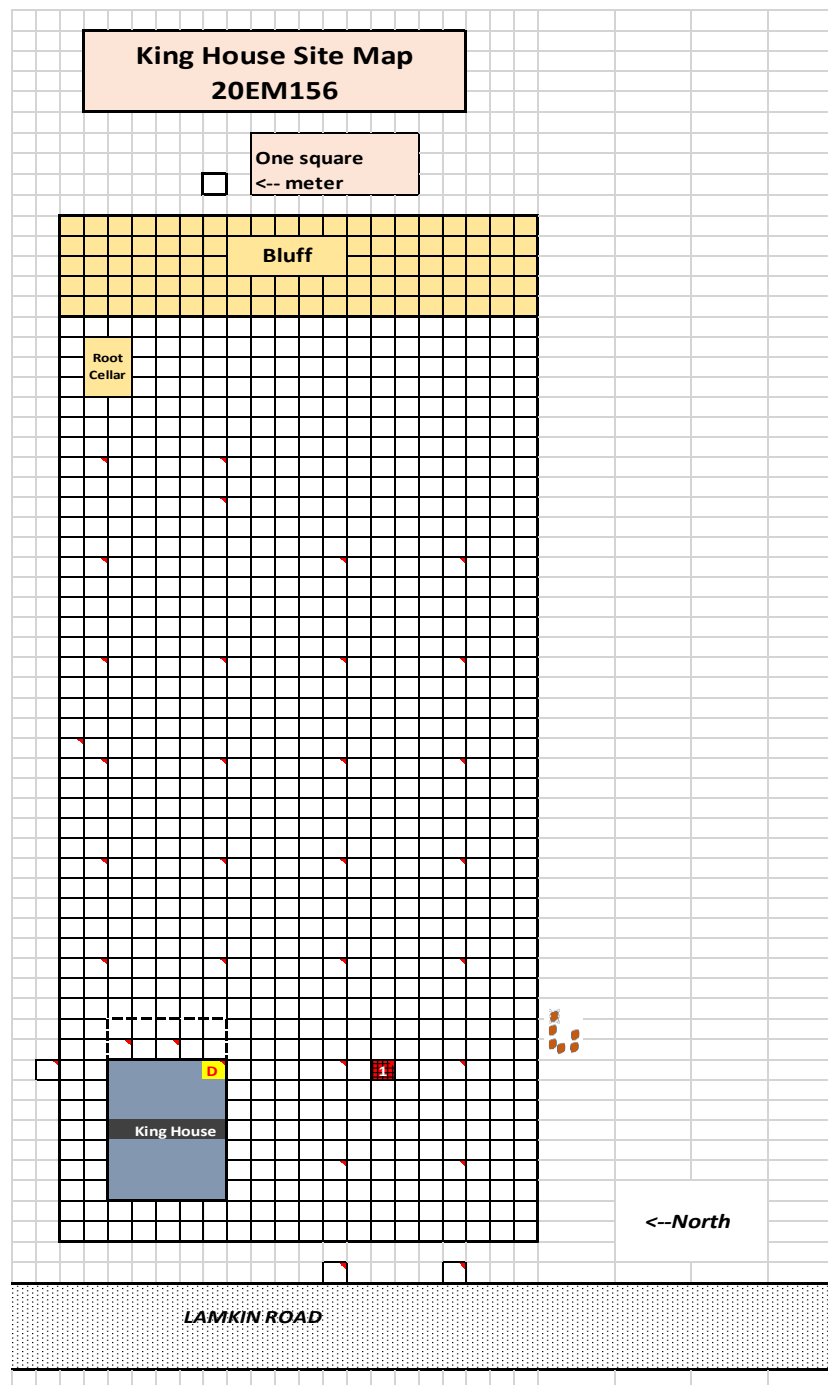 King House Site Map
20EM156
One square
<-- meter
Bluff
Root
Cellar
D
1
King House
<--North
LAMKIN ROAD